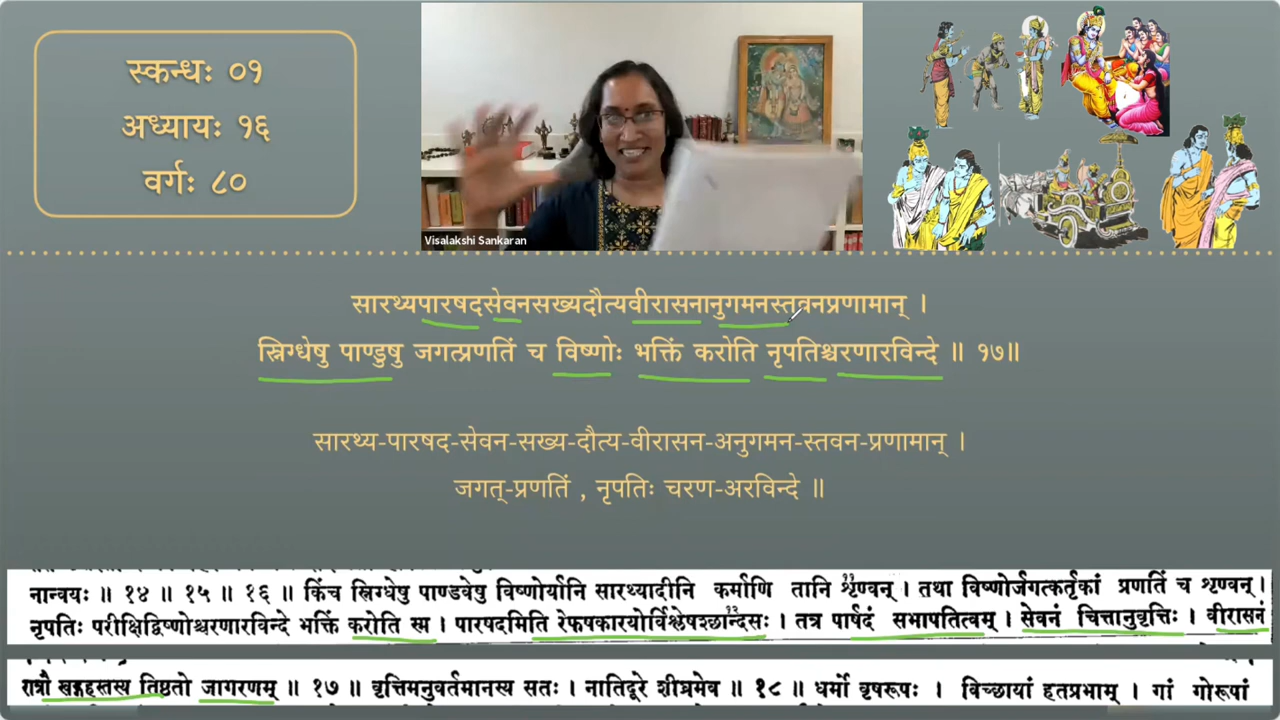 स्कन्धः ०१
अध्यायः १६
वर्गः ८०
Visalakshi Sankaran
सारथ्यपारषदसेवनसख्यदौत्यवीरासनानुगमनस्तवनप्रणामान् ।
स्निग्धेषु पाण्डुषु जगत्प्रणतिं च विष्णोः भक्तिं करोति नृपतिश्चरणारविन्दे ॥ १७॥
सारथ्य-पारषद-सेवन-सख्य-दौत्य-वीरासन-अनुगमन-स्तवन-प्रणामान् ।
जगत्-प्रणतिं , नृपतिः चरण-अरविन्दे ॥
नान्वयः ॥ १४ ॥ १५ ॥ १६ ॥ किंच स्निग्धेषु पाण्डवेषु विष्णोर्यानि सारथ्यादीनि कर्माणि तानि शृण्वन् । तथा विष्णोर्जगत्कर्तृकां प्रणतिं च शृण्वन् ।
नृपतिः परीक्षिद्विष्णोश्चरणारविन्दे भक्तिं करोति स्म । पारषदमिति रेफषकारयोर्विश्लेषश्छान्दसः । तत्र पार्षदं सभापतित्वम् । सेवनं चित्तानुवृत्तिः । वीरासनं
रात्रौ खड्गहस्तस्य तिष्ठतो जागरणम् ॥ १७ ॥ वृत्तिमनुवर्तमानस्य सतः । नातिदूरे शीघ्रमेव ॥ १८ ॥ धर्मो वृषरूपः । विच्छायां हतप्रभाम् । गां गोरूपां